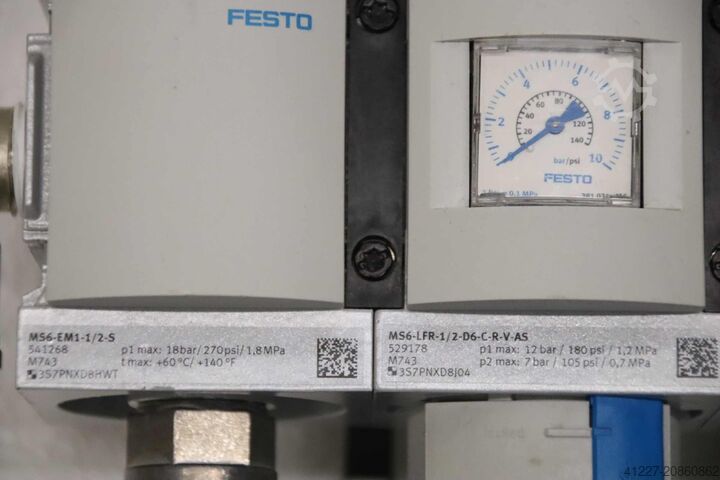 FESTO
2
4
6
8
10
20
40
60
80
120
140
bar/psi
FESTO
MS6-EM1-1/2-S
541268 p1 max: 18bar/270psi/1,8MPa
M743 t max: +60°C/ +140°F
3S7PNXD8HWT
MS6-LFR-1/2-D6-C-R-V-AS
529178 p1 max: 12 bar / 180 psi / 1,2 MPa
M743 p2 max: 7 bar / 105 psi / 0,7 MPa
3S7PNXD8J04
41227-20860862